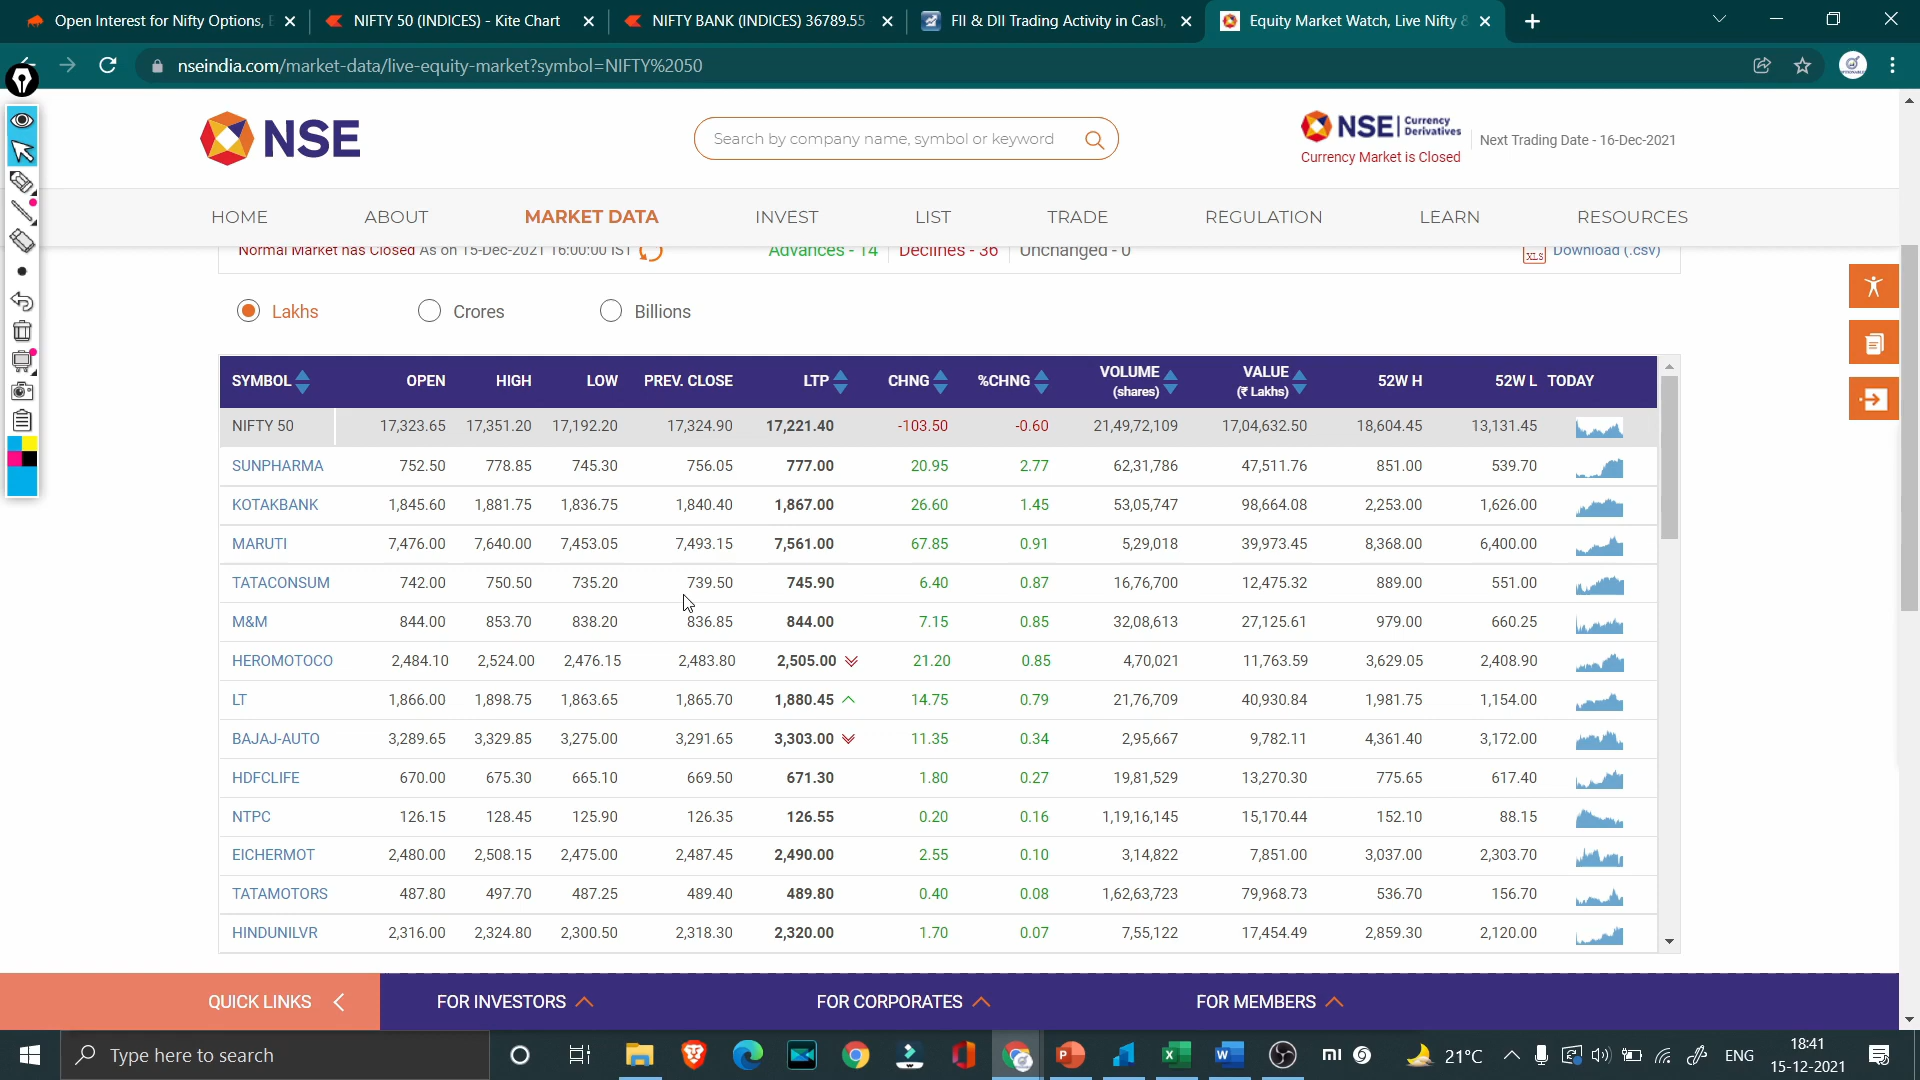 Open Interest for Nifty Options,
NIFTY 50 (INDICES) - Kite Chart
NIFTY BANK (INDICES) 36789.55
FII & DII Trading Activity in Cash,
Equity Market Watch, Live Nifty &
nseindia.com/market-data/live-equity-market?symbol=NIFTY%2050
NSE
Search by company name, symbol or keyword
NSE Currency Derivatives
Currency Market is Closed
Next Trading Date - 16-Dec-2021
HOME ABOUT MARKET DATA INVEST LIST TRADE REGULATION LEARN RESOURCES
Normal Market has Closed As on 15-Dec-2021 16:00:00 IST Advances - 14 Declines - 36 Unchanged - 0 XLS Download (.csv)
Lakhs Crores Billions
SYMBOL OPEN HIGH LOW PREV. CLOSE LTP CHNG %CHNG VOLUME (shares) VALUE (₹ Lakhs) 52W H 52W L TODAY
NIFTY 50 17,323.65 17,351.20 17,192.20 17,324.90 17,221.40 -103.50 -0.60 21,49,72,109 17,04,632.50 18,604.45 13,131.45
SUNPHARMA 752.50 778.85 745.30 756.05 777.00 20.95 2.77 62,31,786 47,511.76 851.00 539.70
KOTAKBANK 1,845.60 1,881.75 1,836.75 1,840.40 1,867.00 26.60 1.45 53,05,747 98,664.08 2,253.00 1,626.00
MARUTI 7,476.00 7,640.00 7,453.05 7,493.15 7,561.00 67.85 0.91 5,29,018 39,973.45 8,368.00 6,400.00
TATACONSUM 742.00 750.50 735.20 739.50 745.90 6.40 0.87 16,76,700 12,475.32 889.00 551.00
M&M 844.00 853.70 838.20 836.85 844.00 7.15 0.85 32,08,613 27,125.61 979.00 660.25
HEROMOTOCO 2,484.10 2,524.00 2,476.15 2,483.80 2,505.00 21.20 0.85 4,70,021 11,763.59 3,629.05 2,408.90
LT 1,866.00 1,898.75 1,863.65 1,865.70 1,880.45 14.75 0.79 21,76,709 40,930.84 1,981.75 1,154.00
BAJAJ-AUTO 3,289.65 3,329.85 3,275.00 3,291.65 3,303.00 11.35 0.34 2,95,667 9,782.11 4,361.40 3,172.00
HDFCLIFE 670.00 675.30 665.10 669.50 671.30 1.80 0.27 19,81,529 13,270.30 775.65 617.40
NTPC 126.15 128.45 125.90 126.35 126.55 0.20 0.16 1,19,16,145 15,170.44 152.10 88.15
EICHERMOT 2,480.00 2,508.15 2,475.00 2,487.45 2,490.00 2.55 0.10 3,14,822 7,851.00 3,037.00 2,303.70
TATAMOTORS 487.80 497.70 487.25 489.40 489.80 0.40 0.08 1,62,63,723 79,968.73 536.70 156.70
HINDUNILVR 2,316.00 2,324.80 2,300.50 2,318.30 2,320.00 1.70 0.07 7,55,122 17,454.49 2,859.30 2,120.00
QUICK LINKS FOR INVESTORS FOR CORPORATES FOR MEMBERS
Type here to search
mi 21°C ENG 18:41
15-12-2021